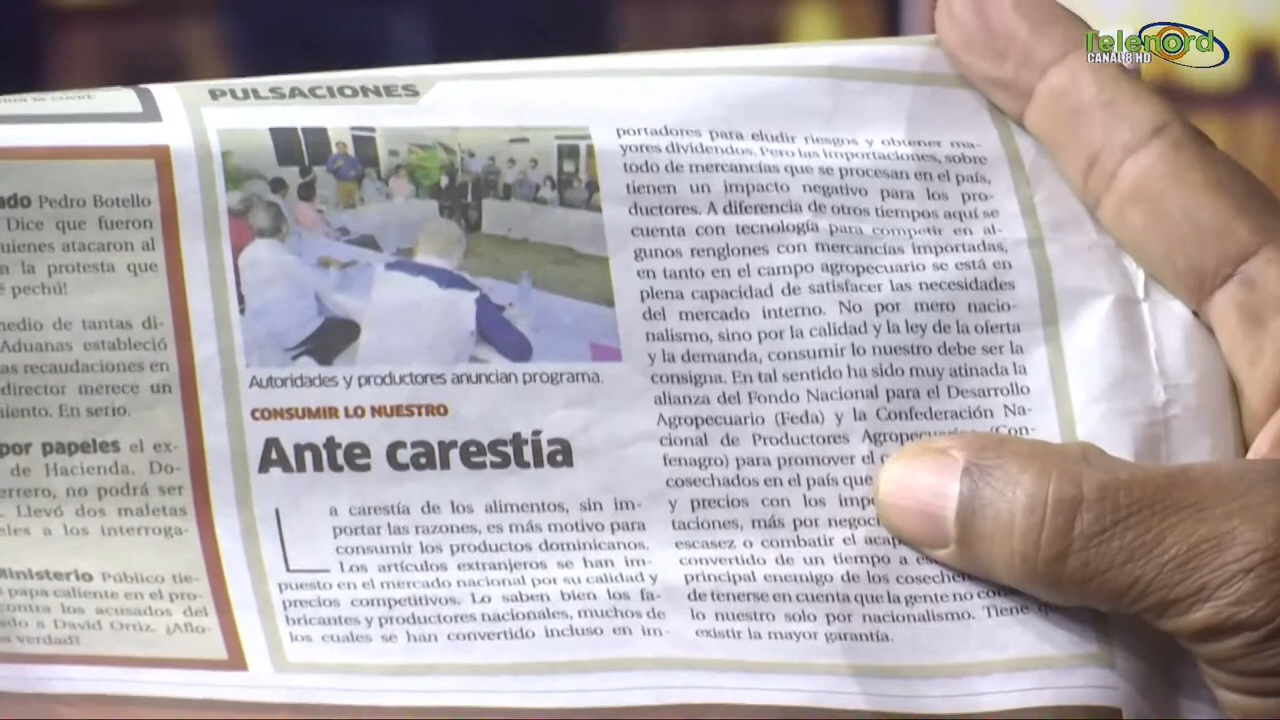 Telenord
CANAL 8 HD
ado Pedro Botello
Dice que fueron
uienes atacaron al
n la protesta que
é pechú!
medio de tantas di-
Aduanas estableció
as recaudaciones en
director merece un
iento. En serio.
por papeles el ex-
de Hacienda, Do-
errero, no podrá ser
. Llevó dos maletas
eles a los interroga-
Ministerio Público tie-
papa caliente en el pro-
contra los acusados del
ado a David Ortiz. ¿Aflo-
a verdad?
PULSACIONES
Autoridades y productores anuncian programa.
CONSUMIR LO NUESTRO
Ante carestía
La carestía de los alimentos, sin im-
portar las razones, es más motivo para
consumir los productos dominicanos.
Los artículos extranjeros se han im-
puesto en el mercado nacional por su calidad y
precios competitivos. Lo saben bien los fa-
bricantes y productores nacionales, muchos de
los cuales se han convertido incluso en im-
portadores para eludir riesgos y obtener ma-
yores dividendos. Pero las importaciones, sobre
todo de mercancías que se procesan en el país,
tienen un impacto negativo para los pro-
ductores. A diferencia de otros tiempos aquí se
cuenta con tecnología para competir en al-
gunos renglones con mercancías importadas,
en tanto en el campo agropecuario se está en
plena capacidad de satisfacer las necesidades
del mercado interno. No por mero nacio-
nalismo, sino por la calidad y la ley de la oferta
y la demanda, consumir lo nuestro debe ser la
consigna. En tal sentido ha sido muy atinada la
alianza del Fondo Nacional para el Desarrollo
Agropecuario (Feda) y la Confederación Na-
cional de Productores Agropecuarios (Con-
fenagro) para promover el c
cosechados en el país que
y precios con los imp
taciones, más por negoci
escasez o combatir el acap
convertido de un tiempo a es
principal enemigo de los coseche
de tenerse en cuenta que la gente no con
lo nuestro solo por nacionalismo. Tiene qu
existir la mayor garantía.